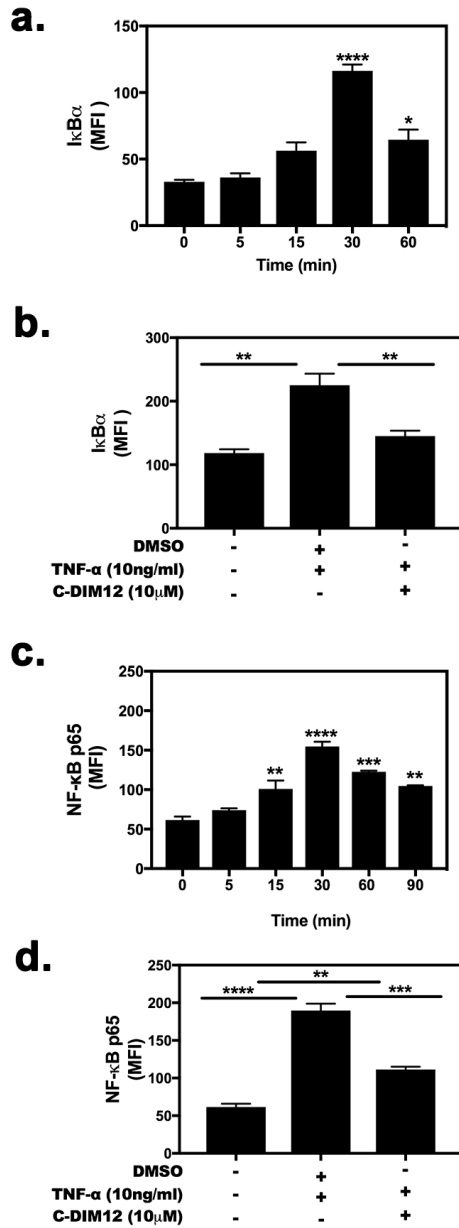 a.
150
****
100
*
50
0
IκBα
(MFI )
0 5 15 30 60
Time (min)
b.
300
** **
200
100
0
IκBα
(MFI )
DMSO - + -
TNF-α (10ng/ml) - + +
C-DIM12 (10μM) - - +
c.
250
200
****
150
***
** **
100
50
0
NF-κB p65
(MFI)
0 5 15 30 60 90
Time (min)
d.
250
**
**** ***
200
150
100
50
0
NF-κB p65
(MFI)
DMSO - + -
TNF-α (10ng/ml) - + +
C-DIM12 (10μM) - - +